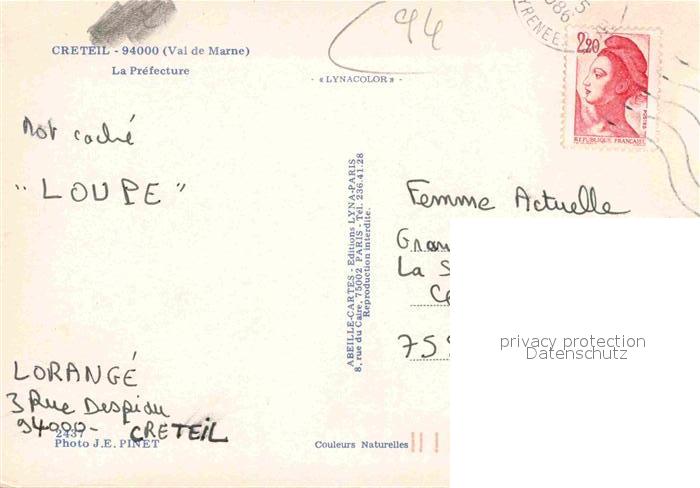 94
CRETEIL - 94000 (Val de Marne)
La Préfecture
- «LYNACOLOR» -
2,20
POSTES
REPUBLIQUE FRANÇAISE
1986
mot caché
"LOUPE"
ABEILLE-CARTES - Editions LYNA-PARIS
8, rue du Caire, 75002 PARIS - Tél. 236.41.28
Reproduction interdite.
Femme Actuelle
La S
75
privacy protection
Datenschutz
LORANGÉ
3 Rue Despiau
94000- CRETEIL
2437
Photo J.E. PINET
Couleurs Naturelles